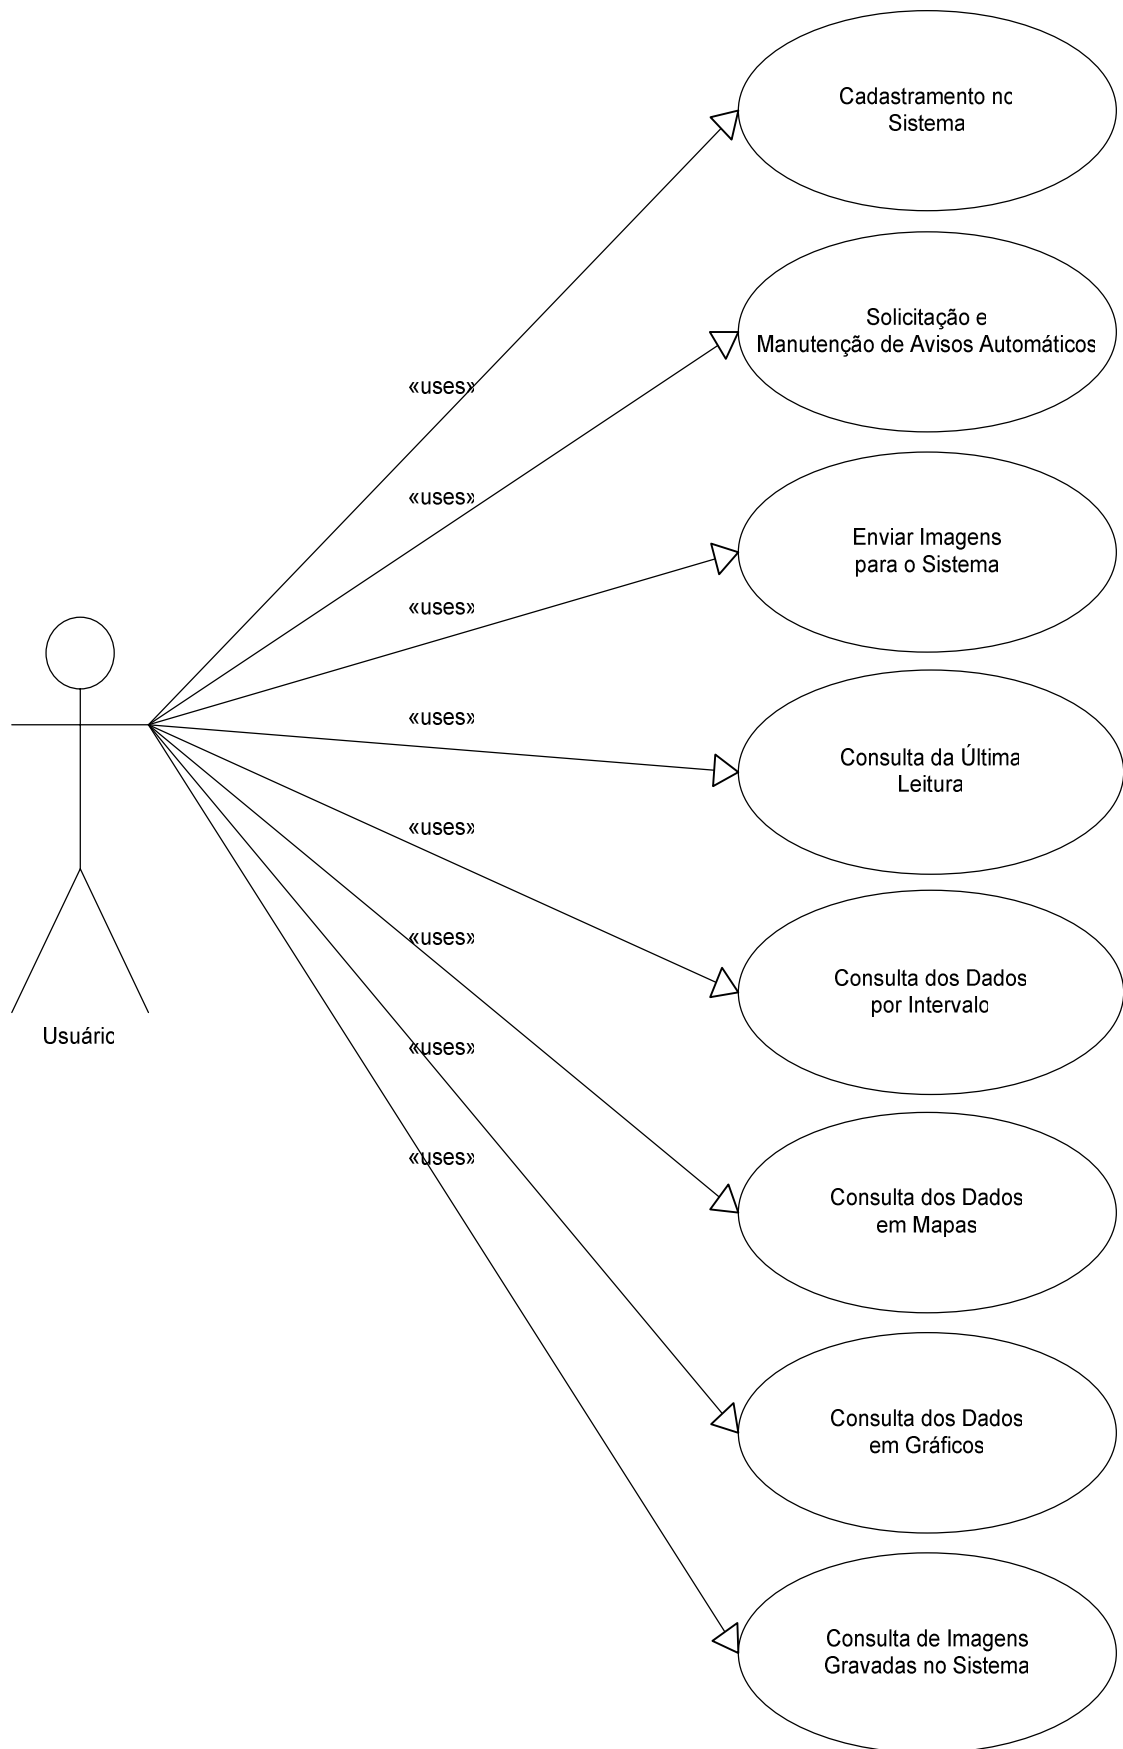 Cadastramento no
Sistema
Solicitação e
Manutenção de Avisos Automáticos
«uses»
«uses»
Enviar Imagens
para o Sistema
«uses»
«uses»
Consulta da Última
Leitura
«uses»
«uses»
Consulta dos Dados
por Intervalo
Usuário
«uses»
«uses»
Consulta dos Dados
em Mapas
Consulta dos Dados
em Gráficos
Consulta de Imagens
Gravadas no Sistema